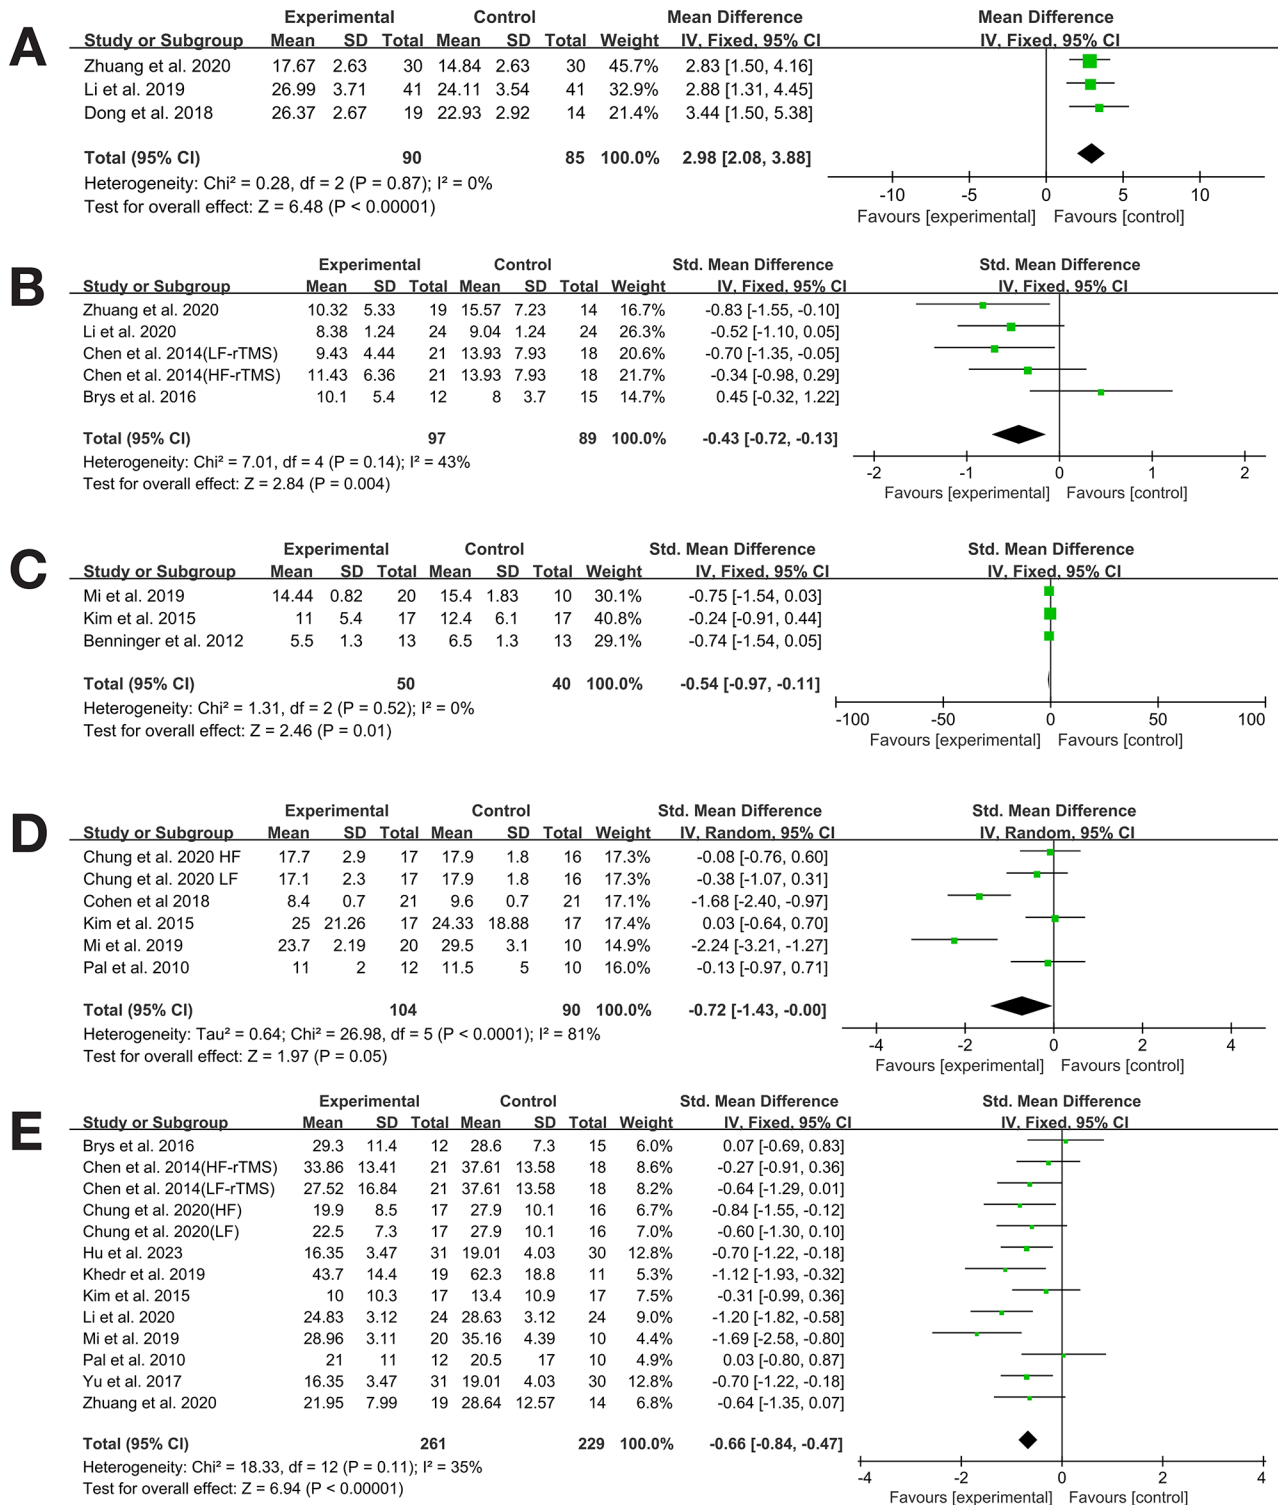 A
Experimental Control Mean Difference Mean Difference
Study or Subgroup Mean SD Total Mean SD Total Weight IV, Fixed, 95% CI IV, Fixed, 95% CI
Zhuang et al. 2020 17.67 2.63 30 14.84 2.63 30 45.7% 2.83 [1.50, 4.16]
Li et al. 2019 26.99 3.71 41 24.11 3.54 41 32.9% 2.88 [1.31, 4.45]
Dong et al. 2018 26.37 2.67 19 22.93 2.92 14 21.4% 3.44 [1.50, 5.38]
Total (95% CI) 90 85 100.0% 2.98 [2.08, 3.88]
Heterogeneity: Chi² = 0.28, df = 2 (P = 0.87); I² = 0%
Test for overall effect: Z = 6.48 (P < 0.00001)
-10 -5 0 5 10
Favours [experimental] Favours [control]
B
Experimental Control Std. Mean Difference Std. Mean Difference
Study or Subgroup Mean SD Total Mean SD Total Weight IV, Fixed, 95% CI IV, Fixed, 95% CI
Zhuang et al. 2020 10.32 5.33 19 15.57 7.23 14 16.7% -0.83 [-1.55, -0.10]
Li et al. 2020 8.38 1.24 24 9.04 1.24 24 26.3% -0.52 [-1.10, 0.05]
Chen et al. 2014(LF-rTMS) 9.43 4.44 21 13.93 7.93 18 20.6% -0.70 [-1.35, -0.05]
Chen et al. 2014(HF-rTMS) 11.43 6.36 21 13.93 7.93 18 21.7% -0.34 [-0.98, 0.29]
Brys et al. 2016 10.1 5.4 12 8 3.7 15 14.7% 0.45 [-0.32, 1.22]
Total (95% CI) 97 89 100.0% -0.43 [-0.72, -0.13]
Heterogeneity: Chi² = 7.01, df = 4 (P = 0.14); I² = 43%
Test for overall effect: Z = 2.84 (P = 0.004)
-2 -1 0 1 2
Favours [experimental] Favours [control]
C
Experimental Control Std. Mean Difference Std. Mean Difference
Study or Subgroup Mean SD Total Mean SD Total Weight IV, Fixed, 95% CI IV, Fixed, 95% CI
Mi et al. 2019 14.44 0.82 20 15.4 1.83 10 30.1% -0.75 [-1.54, 0.03]
Kim et al. 2015 11 5.4 17 12.4 6.1 17 40.8% -0.24 [-0.91, 0.44]
Benninger et al. 2012 5.5 1.3 13 6.5 1.3 13 29.1% -0.74 [-1.54, 0.05]
Total (95% CI) 50 40 100.0% -0.54 [-0.97, -0.11]
Heterogeneity: Chi² = 1.31, df = 2 (P = 0.52); I² = 0%
Test for overall effect: Z = 2.46 (P = 0.01)
-100 -50 0 50 100
Favours [experimental] Favours [control]
D
Experimental Control Std. Mean Difference Std. Mean Difference
Study or Subgroup Mean SD Total Mean SD Total Weight IV, Random, 95% CI IV, Random, 95% CI
Chung et al. 2020 HF 17.7 2.9 17 17.9 1.8 16 17.3% -0.08 [-0.76, 0.60]
Chung et al. 2020 LF 17.1 2.3 17 17.9 1.8 16 17.3% -0.38 [-1.07, 0.31]
Cohen et al 2018 8.4 0.7 21 9.6 0.7 21 17.1% -1.68 [-2.40, -0.97]
Kim et al. 2015 25 21.26 17 24.33 18.88 17 17.4% 0.03 [-0.64, 0.70]
Mi et al. 2019 23.7 2.19 20 29.5 3.1 10 14.9% -2.24 [-3.21, -1.27]
Pal et al. 2010 11 2 12 11.5 5 10 16.0% -0.13 [-0.97, 0.71]
Total (95% CI) 104 90 100.0% -0.72 [-1.43, -0.00]
Heterogeneity: Tau² = 0.64; Chi² = 26.98, df = 5 (P < 0.0001); I² = 81%
Test for overall effect: Z = 1.97 (P = 0.05)
-4 -2 0 2 4
Favours [experimental] Favours [control]
E
Experimental Control Std. Mean Difference Std. Mean Difference
Study or Subgroup Mean SD Total Mean SD Total Weight IV, Fixed, 95% CI IV, Fixed, 95% CI
Brys et al. 2016 29.3 11.4 12 28.6 7.3 15 6.0% 0.07 [-0.69, 0.83]
Chen et al. 2014(HF-rTMS) 33.86 13.41 21 37.61 13.58 18 8.6% -0.27 [-0.91, 0.36]
Chen et al. 2014(LF-rTMS) 27.52 16.84 21 37.61 13.58 18 8.2% -0.64 [-1.29, 0.01]
Chung et al. 2020(HF) 19.9 8.5 17 27.9 10.1 16 6.7% -0.84 [-1.55, -0.12]
Chung et al. 2020(LF) 22.5 7.3 17 27.9 10.1 16 7.0% -0.60 [-1.30, 0.10]
Hu et al. 2023 16.35 3.47 31 19.01 4.03 30 12.8% -0.70 [-1.22, -0.18]
Khedr et al. 2019 43.7 14.4 19 62.3 18.8 11 5.3% -1.12 [-1.93, -0.32]
Kim et al. 2015 10 10.3 17 13.4 10.9 17 7.5% -0.31 [-0.99, 0.36]
Li et al. 2020 24.83 3.12 24 28.63 3.12 24 9.0% -1.20 [-1.82, -0.58]
Mi et al. 2019 28.96 3.11 20 35.16 4.39 10 4.4% -1.69 [-2.58, -0.80]
Pal et al. 2010 21 11 12 20.5 17 10 4.9% 0.03 [-0.80, 0.87]
Yu et al. 2017 16.35 3.47 31 19.01 4.03 30 12.8% -0.70 [-1.22, -0.18]
Zhuang et al. 2020 21.95 7.99 19 28.64 12.57 14 6.8% -0.64 [-1.35, 0.07]
Total (95% CI) 261 229 100.0% -0.66 [-0.84, -0.47]
Heterogeneity: Chi² = 18.33, df = 12 (P = 0.11); I² = 35%
Test for overall effect: Z = 6.94 (P < 0.00001)
-4 -2 0 2 4
Favours [experimental] Favours [control]